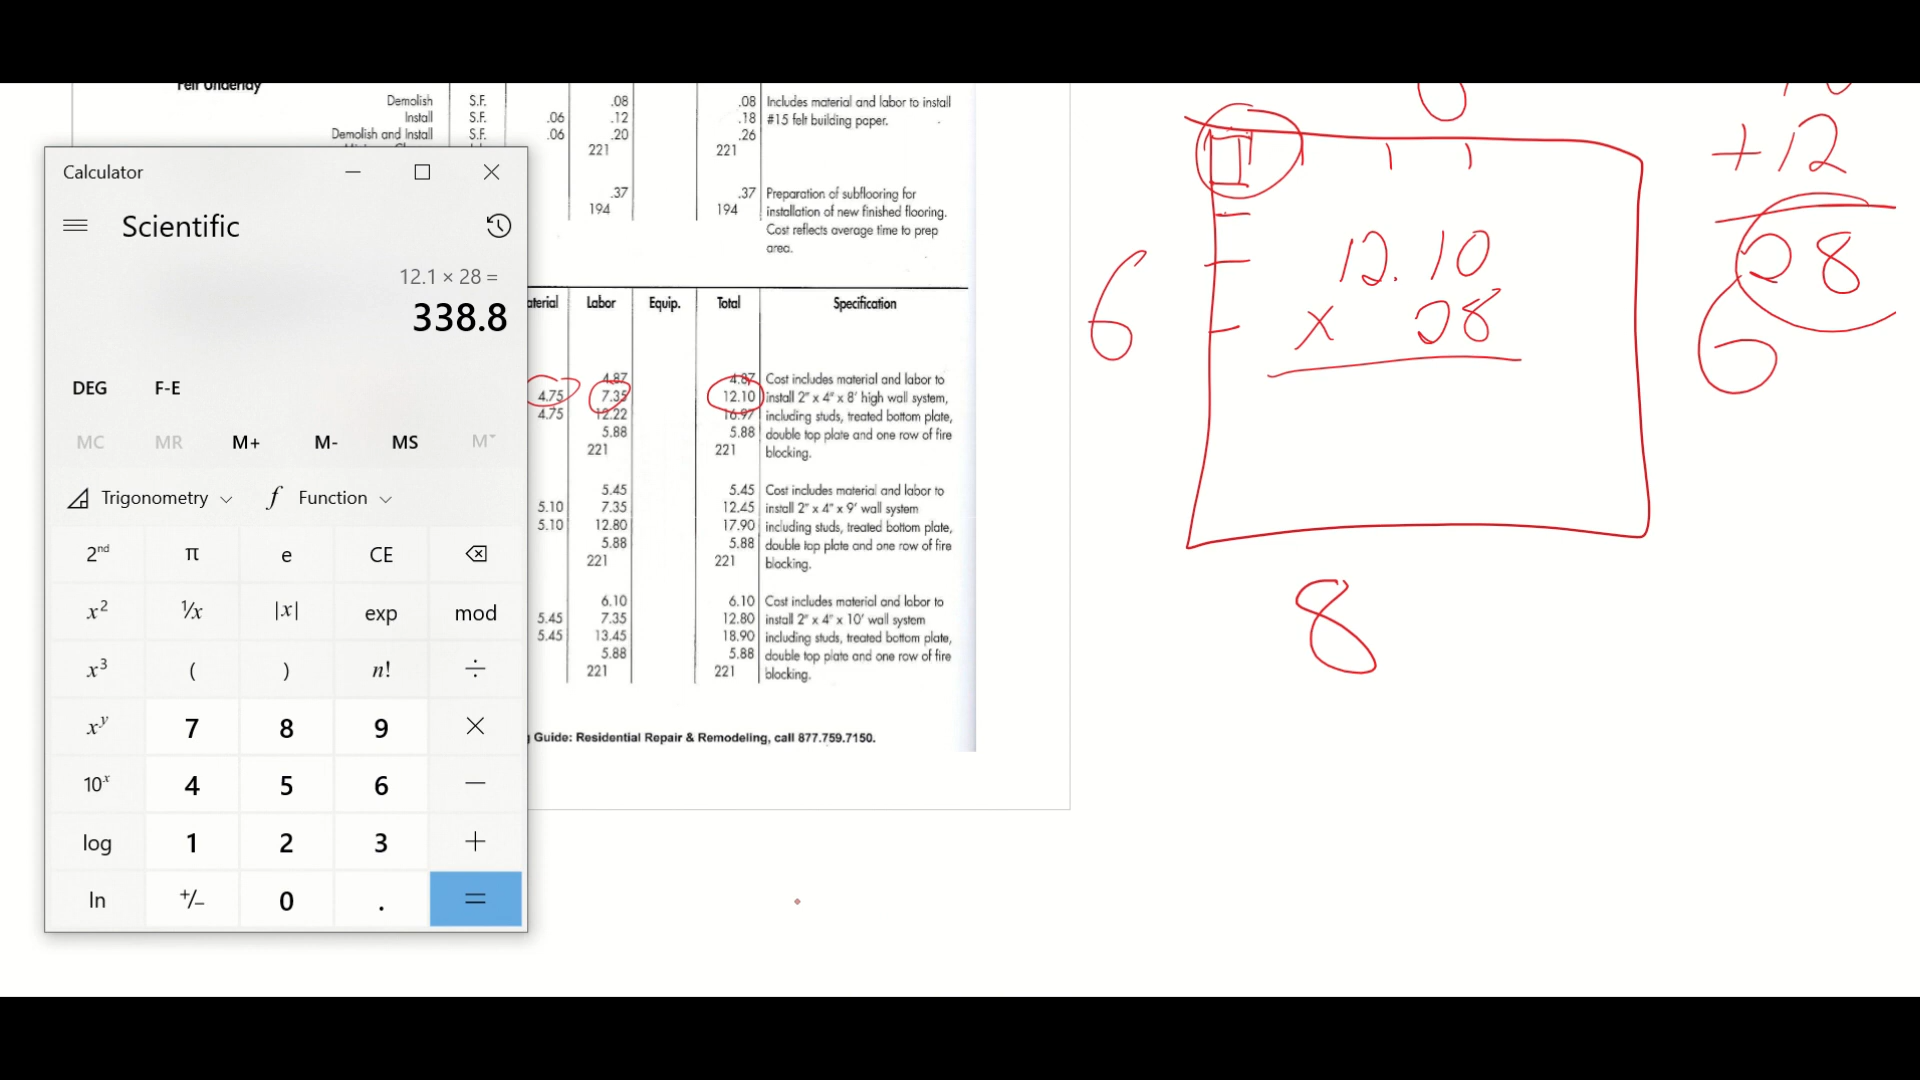 Felt Underlay
Demolish S.F. .08 .08 Includes material and labor to install
Install S.F. .06 .12 .18 #15 felt building paper.
Demolish and Install S.F. .06 .20 .26
221 221
.37 .37 Preparation of subflooring for
194 194 installation of new finished flooring.
Cost reflects average time to prep
area.
Calculator
Scientific
12.1 × 28 =
338.8
DEG F-E
MC MR M+ M- MS M
Trigonometry f Function
2nd π e CE
x2 1/x |x| exp mod
x3 ( ) n! ÷
xy 7 8 9 ×
10x 4 5 6 −
log 1 2 3 +
ln +/− 0 . =
aterial Labor Equip. Total Specification
4.87 4.87 Cost includes material and labor to
4.75 7.35 12.10 install 2" x 4" x 8' high wall system,
4.75 12.22 16.97 including studs, treated bottom plate,
5.88 5.88 double top plate and one row of fire
221 221 blocking.
5.45 5.45 Cost includes material and labor to
5.10 7.35 12.45 install 2" x 4" x 9' wall system
5.10 12.80 17.90 including studs, treated bottom plate,
5.88 5.88 double top plate and one row of fire
221 221 blocking.
6.10 6.10 Cost includes material and labor to
5.45 7.35 12.80 install 2" x 4" x 10' wall system
5.45 13.45 18.90 including studs, treated bottom plate,
5.88 5.88 double top plate and one row of fire
221 221 blocking.
Guide: Residential Repair & Remodeling, call 877.759.7150.
6
12.10
x 28
8
+12
28
6